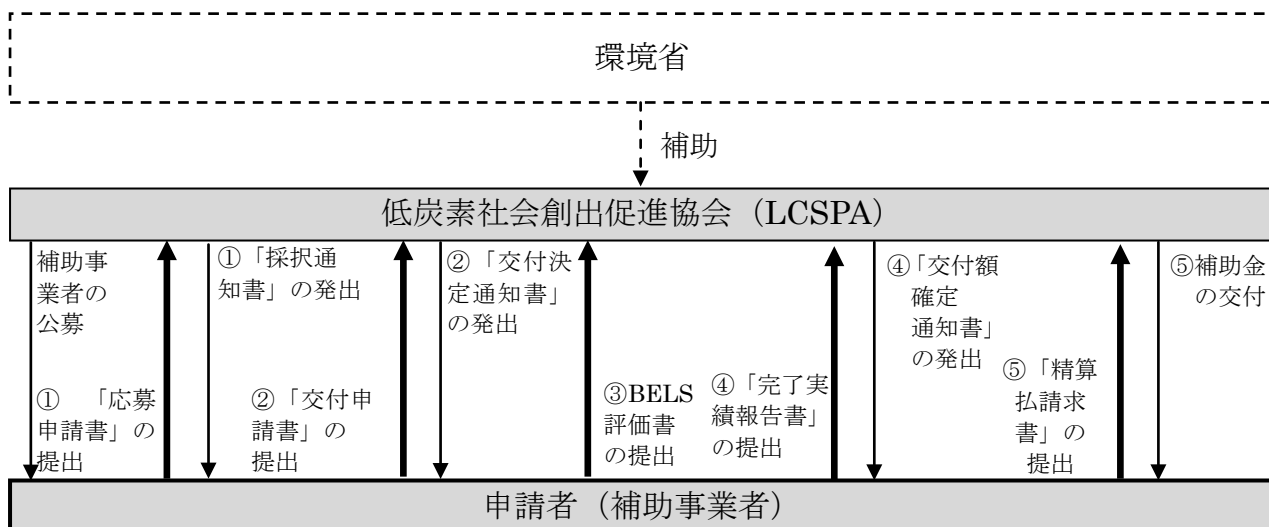 環境省
補助
低炭素社会創出促進協会（LCSPA）
補助事
業者の
公募
① 「応募
申請書」の
提出
①「採択通
知書」の発出
②「交付申
請書」の
提出
②「交付決
定通知書」
の発出
③BELS
評価書
の提出
④「完了実
績報告書」
の提出
④「交付額
確定
通知書」
の発出
⑤「精算
払請求
書」の
提出
⑤補助金
の交付
申請者（補助事業者）